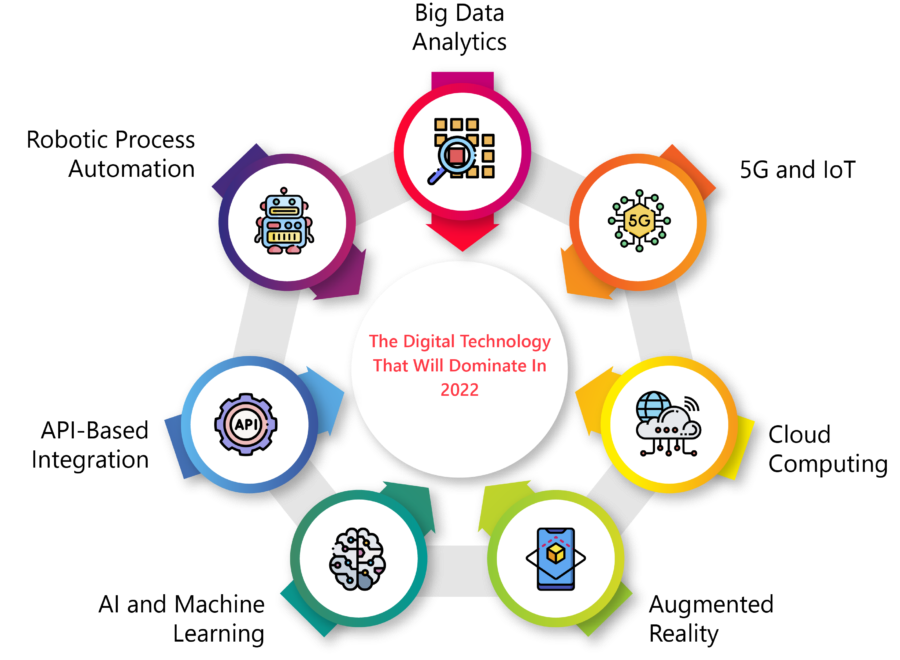 Big Data
Analytics
Robotic Process
Automation
5G and IoT
5G
The Digital Technology
That Will Dominate In
2022
API-Based
Integration
API
Cloud
Computing
AI and Machine
Learning
Augmented
Reality